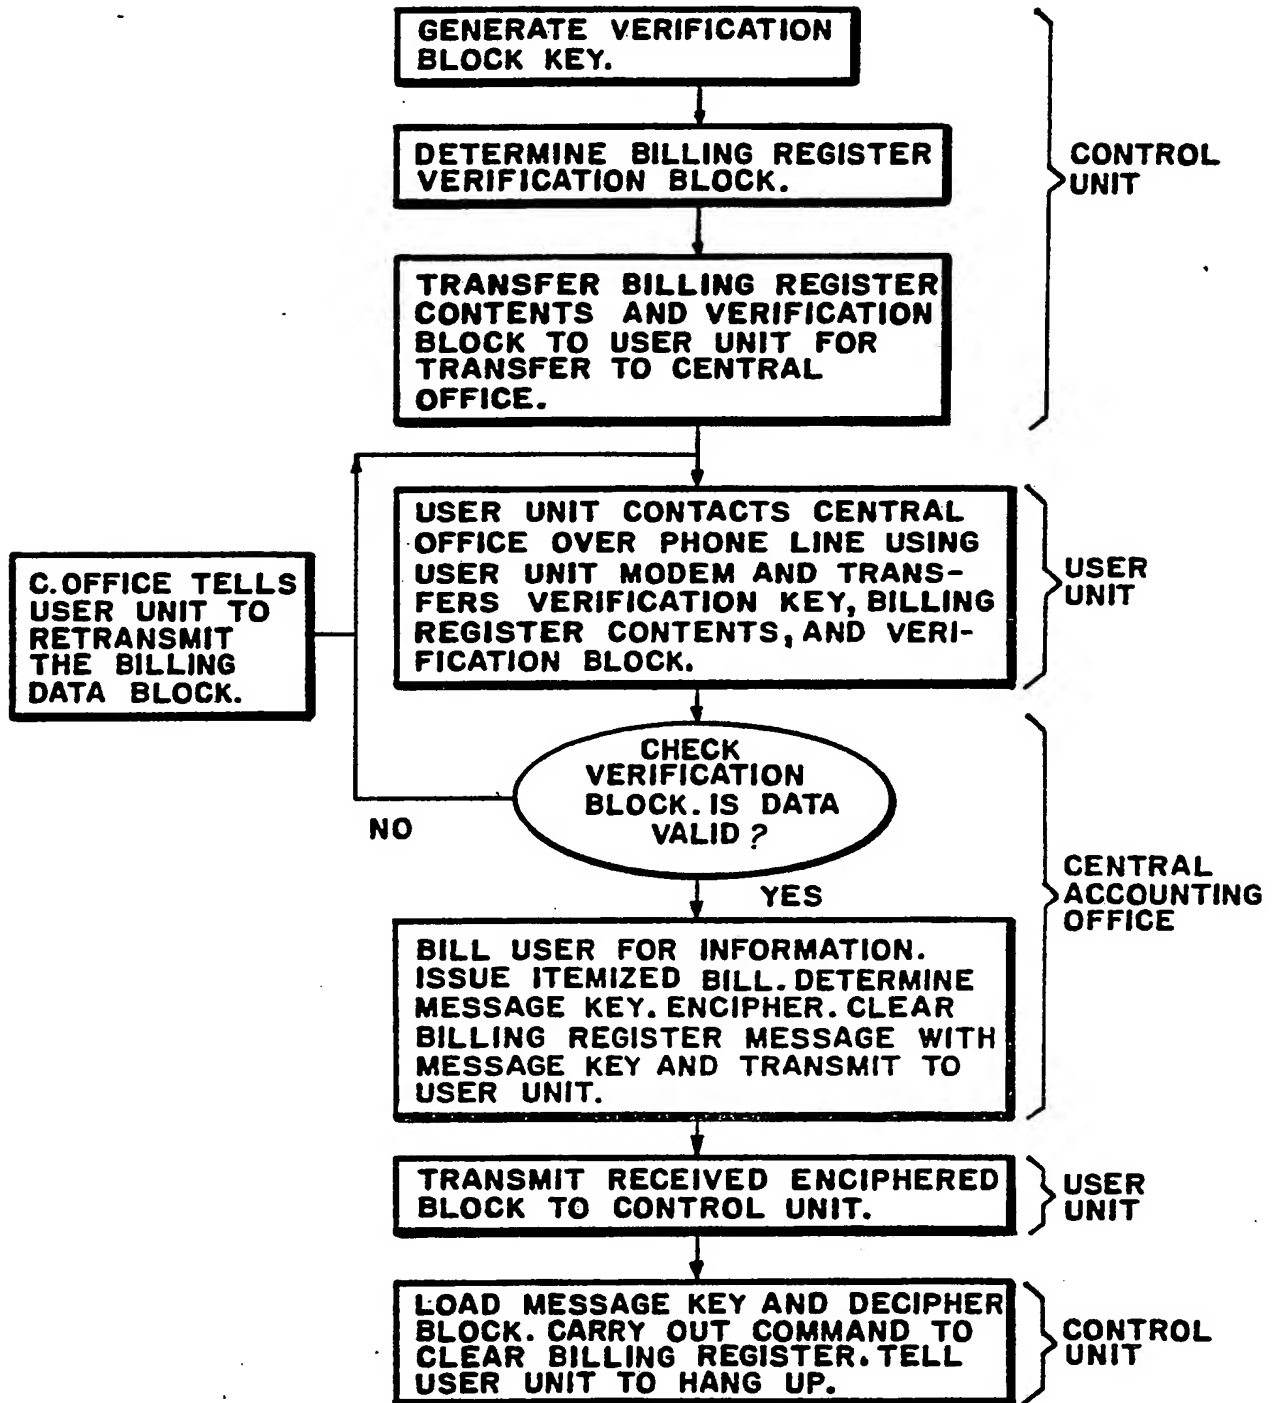 GENERATE VERIFICATION
BLOCK KEY.
DETERMINE BILLING REGISTER
VERIFICATION BLOCK.
TRANSFER BILLING REGISTER
CONTENTS AND VERIFICATION
BLOCK TO USER UNIT FOR
TRANSFER TO CENTRAL
OFFICE.
CONTROL
UNIT
USER UNIT CONTACTS CENTRAL
OFFICE OVER PHONE LINE USING
USER UNIT MODEM AND TRANS-
FERS VERIFICATION KEY, BILLING
REGISTER CONTENTS, AND VERI-
FICATION BLOCK.
USER
UNIT
C.OFFICE TELLS
USER UNIT TO
RETRANSMIT
THE BILLING
DATA BLOCK.
CHECK
VERIFICATION
BLOCK. IS DATA
VALID?
NO
YES
BILL USER FOR INFORMATION.
ISSUE ITEMIZED BILL. DETERMINE
MESSAGE KEY. ENCIPHER. CLEAR
BILLING REGISTER MESSAGE WITH
MESSAGE KEY AND TRANSMIT TO
USER UNIT.
CENTRAL
ACCOUNTING
OFFICE
TRANSMIT RECEIVED ENCIPHERED
BLOCK TO CONTROL UNIT.
USER
UNIT
LOAD MESSAGE KEY AND DECIPHER
BLOCK. CARRY OUT COMMAND TO
CLEAR BILLING REGISTER. TELL
USER UNIT TO HANG UP.
CONTROL
UNIT